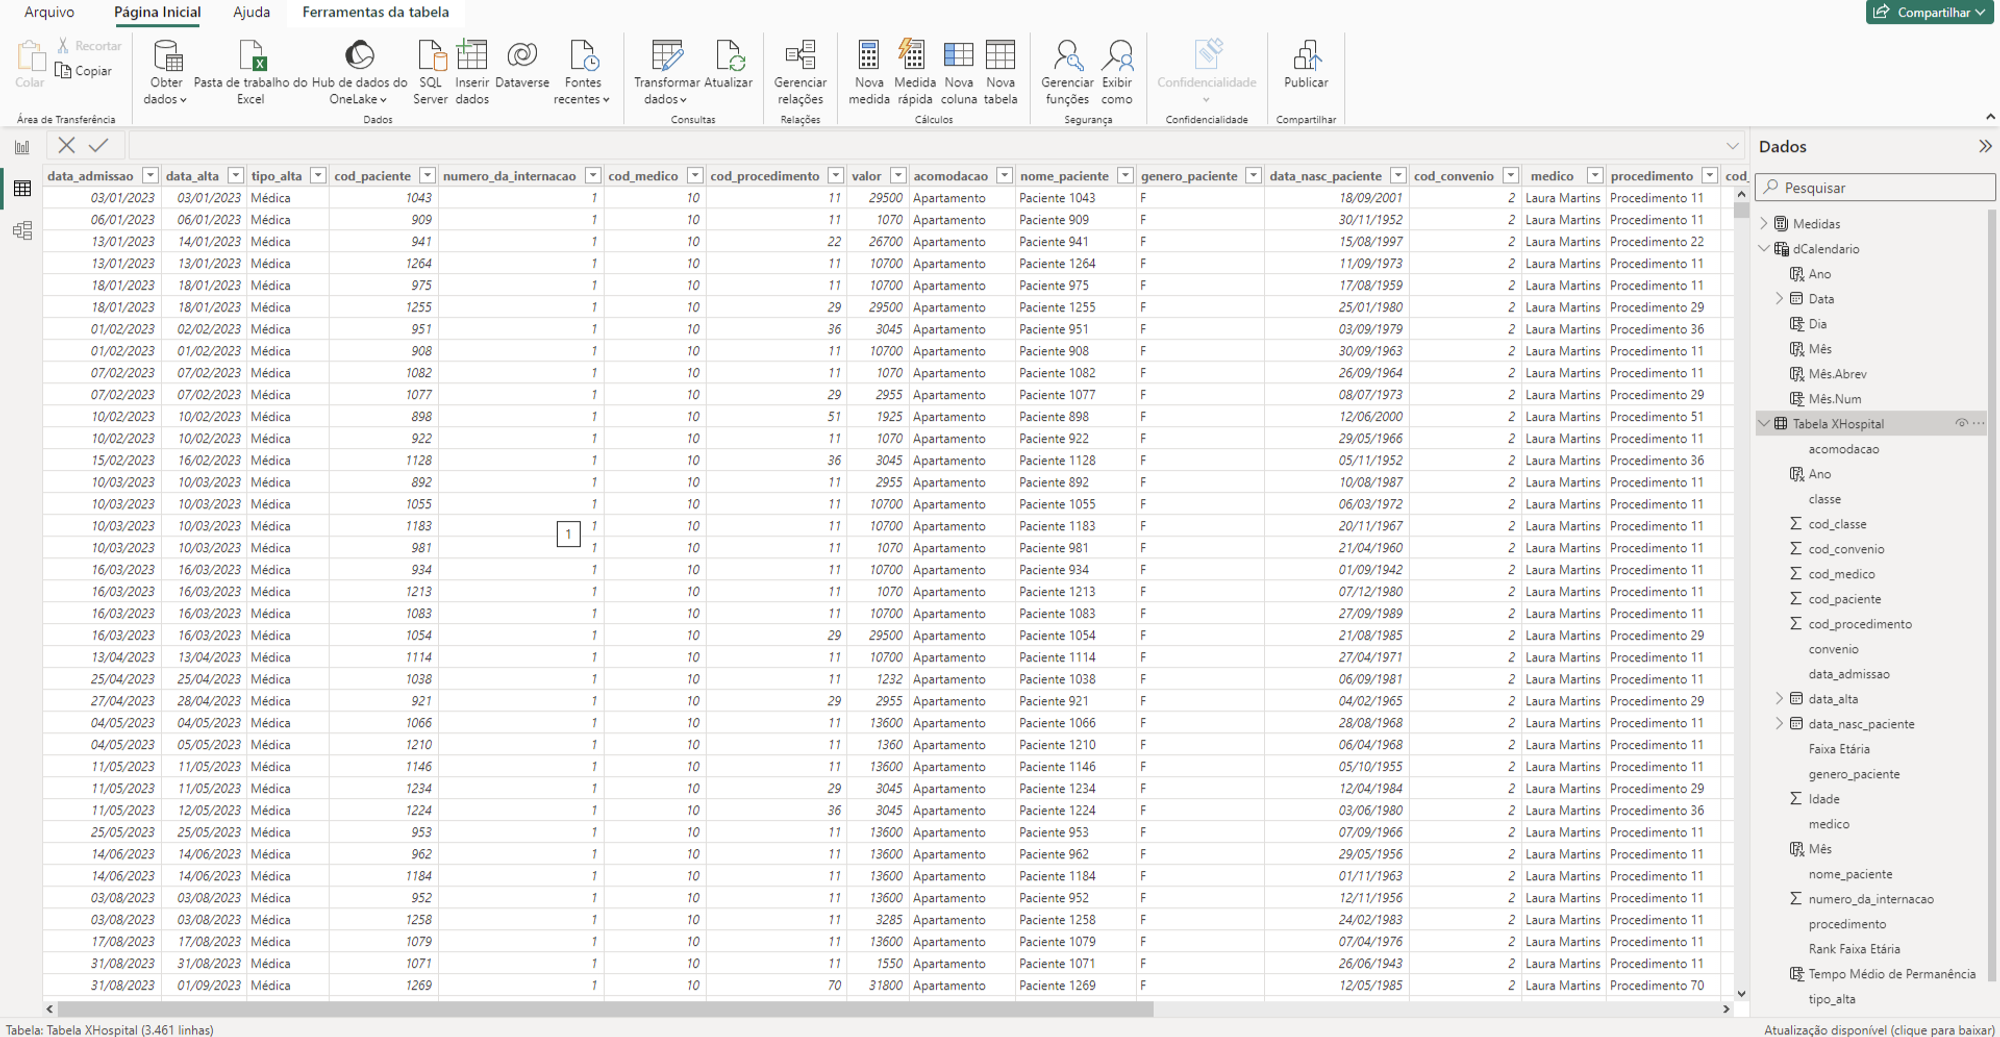 Arquivo Página Inicial Ajuda Ferramentas da tabela Compartilhar
Colar Recortar Copiar
Obter dados Pasta de trabalho do Excel Hub de dados do OneLake SQL Server Inserir dados Dataverse Fontes recentes Transformar dados Atualizar Gerenciar relações Nova medida Medida rápida Nova coluna Nova tabela Gerenciar funções Exibir como Confidencialidade Publicar
Área de Transferência Dados Consultas Relações Cálculos Segurança Confidencialidade Compartilhar
data_admissao data_alta tipo_alta cod_paciente numero_da_internacao cod_medico cod_procedimento valor acomodacao nome_paciente genero_paciente data_nasc_paciente cod_convenio medico procedimento cod_
03/01/2023 03/01/2023 Médica 1043 1 10 11 29500 Apartamento Paciente 1043 F 18/09/2001 2 Laura Martins Procedimento 11
06/01/2023 06/01/2023 Médica 909 1 10 11 1070 Apartamento Paciente 909 F 30/11/1952 2 Laura Martins Procedimento 11
13/01/2023 14/01/2023 Médica 941 1 10 22 26700 Apartamento Paciente 941 F 15/08/1997 2 Laura Martins Procedimento 22
13/01/2023 13/01/2023 Médica 1264 1 10 11 10700 Apartamento Paciente 1264 F 11/09/1973 2 Laura Martins Procedimento 11
18/01/2023 18/01/2023 Médica 975 1 10 11 10700 Apartamento Paciente 975 F 17/08/1959 2 Laura Martins Procedimento 11
18/01/2023 18/01/2023 Médica 1255 1 10 29 29500 Apartamento Paciente 1255 F 25/01/1980 2 Laura Martins Procedimento 29
01/02/2023 02/02/2023 Médica 951 1 10 36 3045 Apartamento Paciente 951 F 03/09/1979 2 Laura Martins Procedimento 36
01/02/2023 01/02/2023 Médica 908 1 10 11 10700 Apartamento Paciente 908 F 30/09/1963 2 Laura Martins Procedimento 11
07/02/2023 07/02/2023 Médica 1082 1 10 11 1070 Apartamento Paciente 1082 F 26/09/1964 2 Laura Martins Procedimento 11
07/02/2023 07/02/2023 Médica 1077 1 10 29 2955 Apartamento Paciente 1077 F 08/07/1973 2 Laura Martins Procedimento 29
10/02/2023 10/02/2023 Médica 898 1 10 51 1925 Apartamento Paciente 898 F 12/06/2000 2 Laura Martins Procedimento 51
10/02/2023 10/02/2023 Médica 922 1 10 11 1070 Apartamento Paciente 922 F 29/05/1966 2 Laura Martins Procedimento 11
15/02/2023 16/02/2023 Médica 1128 1 10 36 3045 Apartamento Paciente 1128 F 05/11/1952 2 Laura Martins Procedimento 36
10/03/2023 10/03/2023 Médica 892 1 10 11 2955 Apartamento Paciente 892 F 10/08/1987 2 Laura Martins Procedimento 11
10/03/2023 10/03/2023 Médica 1055 1 10 11 10700 Apartamento Paciente 1055 F 06/03/1972 2 Laura Martins Procedimento 11
10/03/2023 10/03/2023 Médica 1183 1 10 11 10700 Apartamento Paciente 1183 F 20/11/1967 2 Laura Martins Procedimento 11
1
10/03/2023 10/03/2023 Médica 981 1 10 11 1070 Apartamento Paciente 981 F 21/04/1960 2 Laura Martins Procedimento 11
16/03/2023 16/03/2023 Médica 934 1 10 11 10700 Apartamento Paciente 934 F 01/09/1942 2 Laura Martins Procedimento 11
16/03/2023 16/03/2023 Médica 1213 1 10 11 1070 Apartamento Paciente 1213 F 07/12/1980 2 Laura Martins Procedimento 11
16/03/2023 16/03/2023 Médica 1083 1 10 11 10700 Apartamento Paciente 1083 F 27/09/1989 2 Laura Martins Procedimento 11
16/03/2023 16/03/2023 Médica 1054 1 10 29 29500 Apartamento Paciente 1054 F 21/08/1985 2 Laura Martins Procedimento 29
13/04/2023 13/04/2023 Médica 1114 1 10 11 10700 Apartamento Paciente 1114 F 27/04/1971 2 Laura Martins Procedimento 11
25/04/2023 25/04/2023 Médica 1038 1 10 11 1232 Apartamento Paciente 1038 F 06/09/1981 2 Laura Martins Procedimento 11
27/04/2023 28/04/2023 Médica 921 1 10 29 2955 Apartamento Paciente 921 F 04/02/1965 2 Laura Martins Procedimento 29
04/05/2023 04/05/2023 Médica 1066 1 10 11 13600 Apartamento Paciente 1066 F 28/08/1968 2 Laura Martins Procedimento 11
04/05/2023 05/05/2023 Médica 1210 1 10 11 1360 Apartamento Paciente 1210 F 06/04/1968 2 Laura Martins Procedimento 11
11/05/2023 11/05/2023 Médica 1146 1 10 11 13600 Apartamento Paciente 1146 F 05/10/1955 2 Laura Martins Procedimento 11
11/05/2023 11/05/2023 Médica 1234 1 10 29 3045 Apartamento Paciente 1234 F 12/04/1984 2 Laura Martins Procedimento 29
11/05/2023 12/05/2023 Médica 1224 1 10 36 3045 Apartamento Paciente 1224 F 03/06/1980 2 Laura Martins Procedimento 36
25/05/2023 25/05/2023 Médica 953 1 10 11 13600 Apartamento Paciente 953 F 07/09/1966 2 Laura Martins Procedimento 11
14/06/2023 14/06/2023 Médica 962 1 10 11 13600 Apartamento Paciente 962 F 29/05/1956 2 Laura Martins Procedimento 11
14/06/2023 14/06/2023 Médica 1184 1 10 11 13600 Apartamento Paciente 1184 F 01/11/1963 2 Laura Martins Procedimento 11
03/08/2023 03/08/2023 Médica 952 1 10 11 13600 Apartamento Paciente 952 F 12/11/1956 2 Laura Martins Procedimento 11
03/08/2023 03/08/2023 Médica 1258 1 10 11 3285 Apartamento Paciente 1258 F 24/02/1983 2 Laura Martins Procedimento 11
17/08/2023 17/08/2023 Médica 1079 1 10 11 13600 Apartamento Paciente 1079 F 07/04/1976 2 Laura Martins Procedimento 11
31/08/2023 31/08/2023 Médica 1071 1 10 11 1550 Apartamento Paciente 1071 F 26/06/1943 2 Laura Martins Procedimento 11
31/08/2023 01/09/2023 Médica 1269 1 10 70 31800 Apartamento Paciente 1269 F 12/05/1985 2 Laura Martins Procedimento 70
Dados
Pesquisar
Medidas
dCalendario
Ano
Data
Dia
Mês
Mês.Abrev
Mês.Num
Tabela XHospital
acomodacao
Ano
classe
cod_classe
cod_convenio
cod_medico
cod_paciente
cod_procedimento
convenio
data_admissao
data_alta
data_nasc_paciente
Faixa Etária
genero_paciente
Idade
medico
Mês
nome_paciente
numero_da_internacao
procedimento
Rank Faixa Etária
Tempo Médio de Permanência
tipo_alta
Tabela: Tabela XHospital (3.461 linhas)
Atualização disponível (clique para baixar)